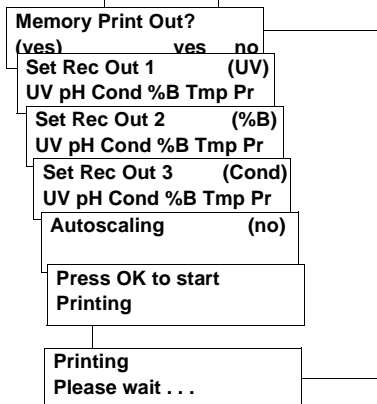 Memory Print Out?
(yes) yes no
Set Rec Out 1 (UV)
UV pH Cond %B Tmp Pr
Set Rec Out 2 (%B)
UV pH Cond %B Tmp Pr
Set Rec Out 3 (Cond)
UV pH Cond %B Tmp Pr
Autoscaling (no)
Press OK to start
Printing
Printing
Please wait . . .